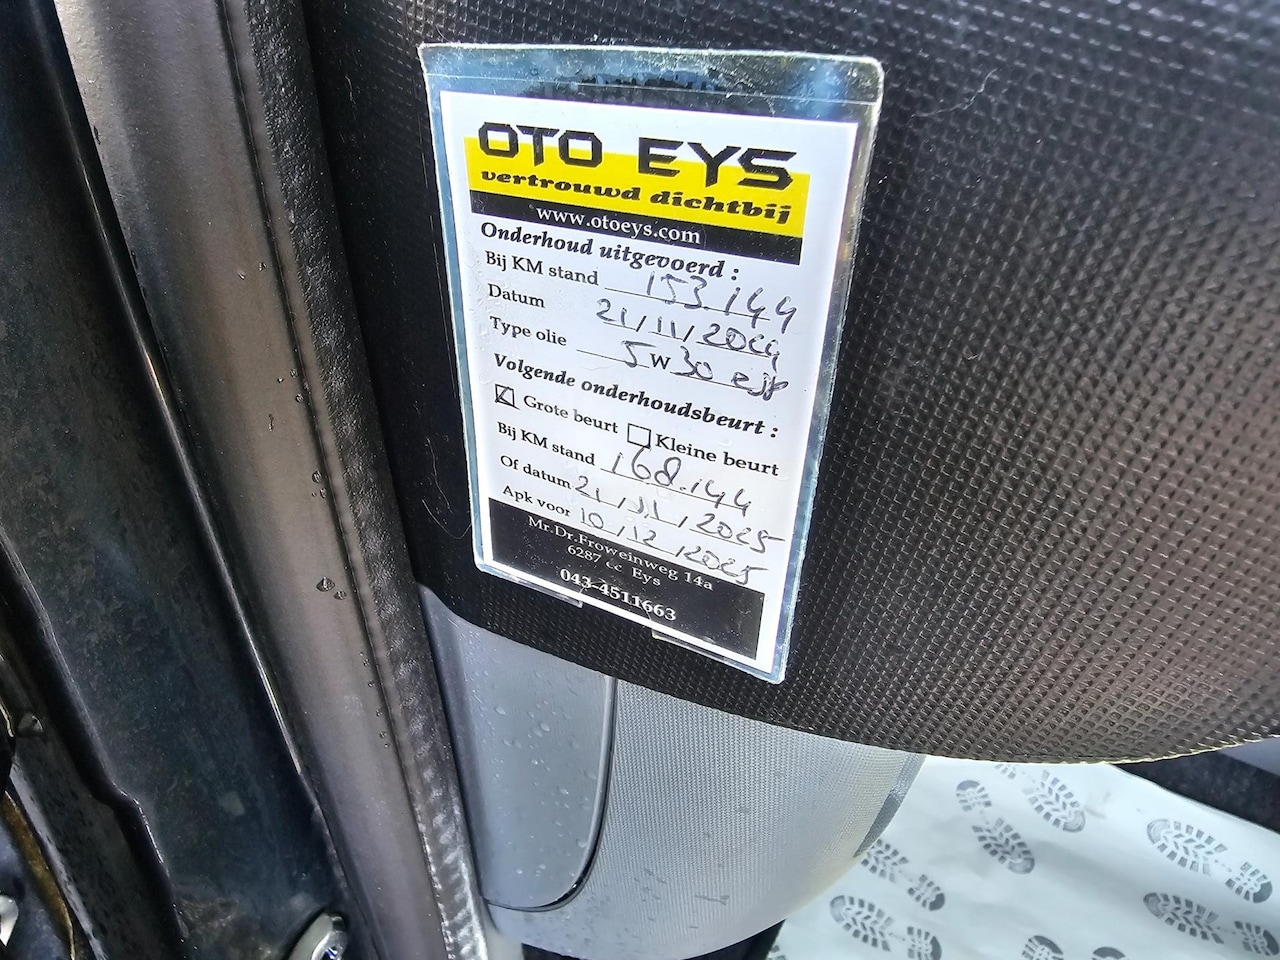 OTO EYS
vertrouwd dichtbij
www.otoeys.com
Onderhoud uitgevoerd :
Bij KM stand 153.144
Datum 21/11/2024
Type olie 5W30
Volgende onderhoudsbeurt :
Grote beurt Kleine beurt
Bij KM stand 168.144
Of datum 21/11/2025
Apk voor 10/12/2025
Mr.Dr.Froweinweg 14a
6287 cc Eys
043-4511663